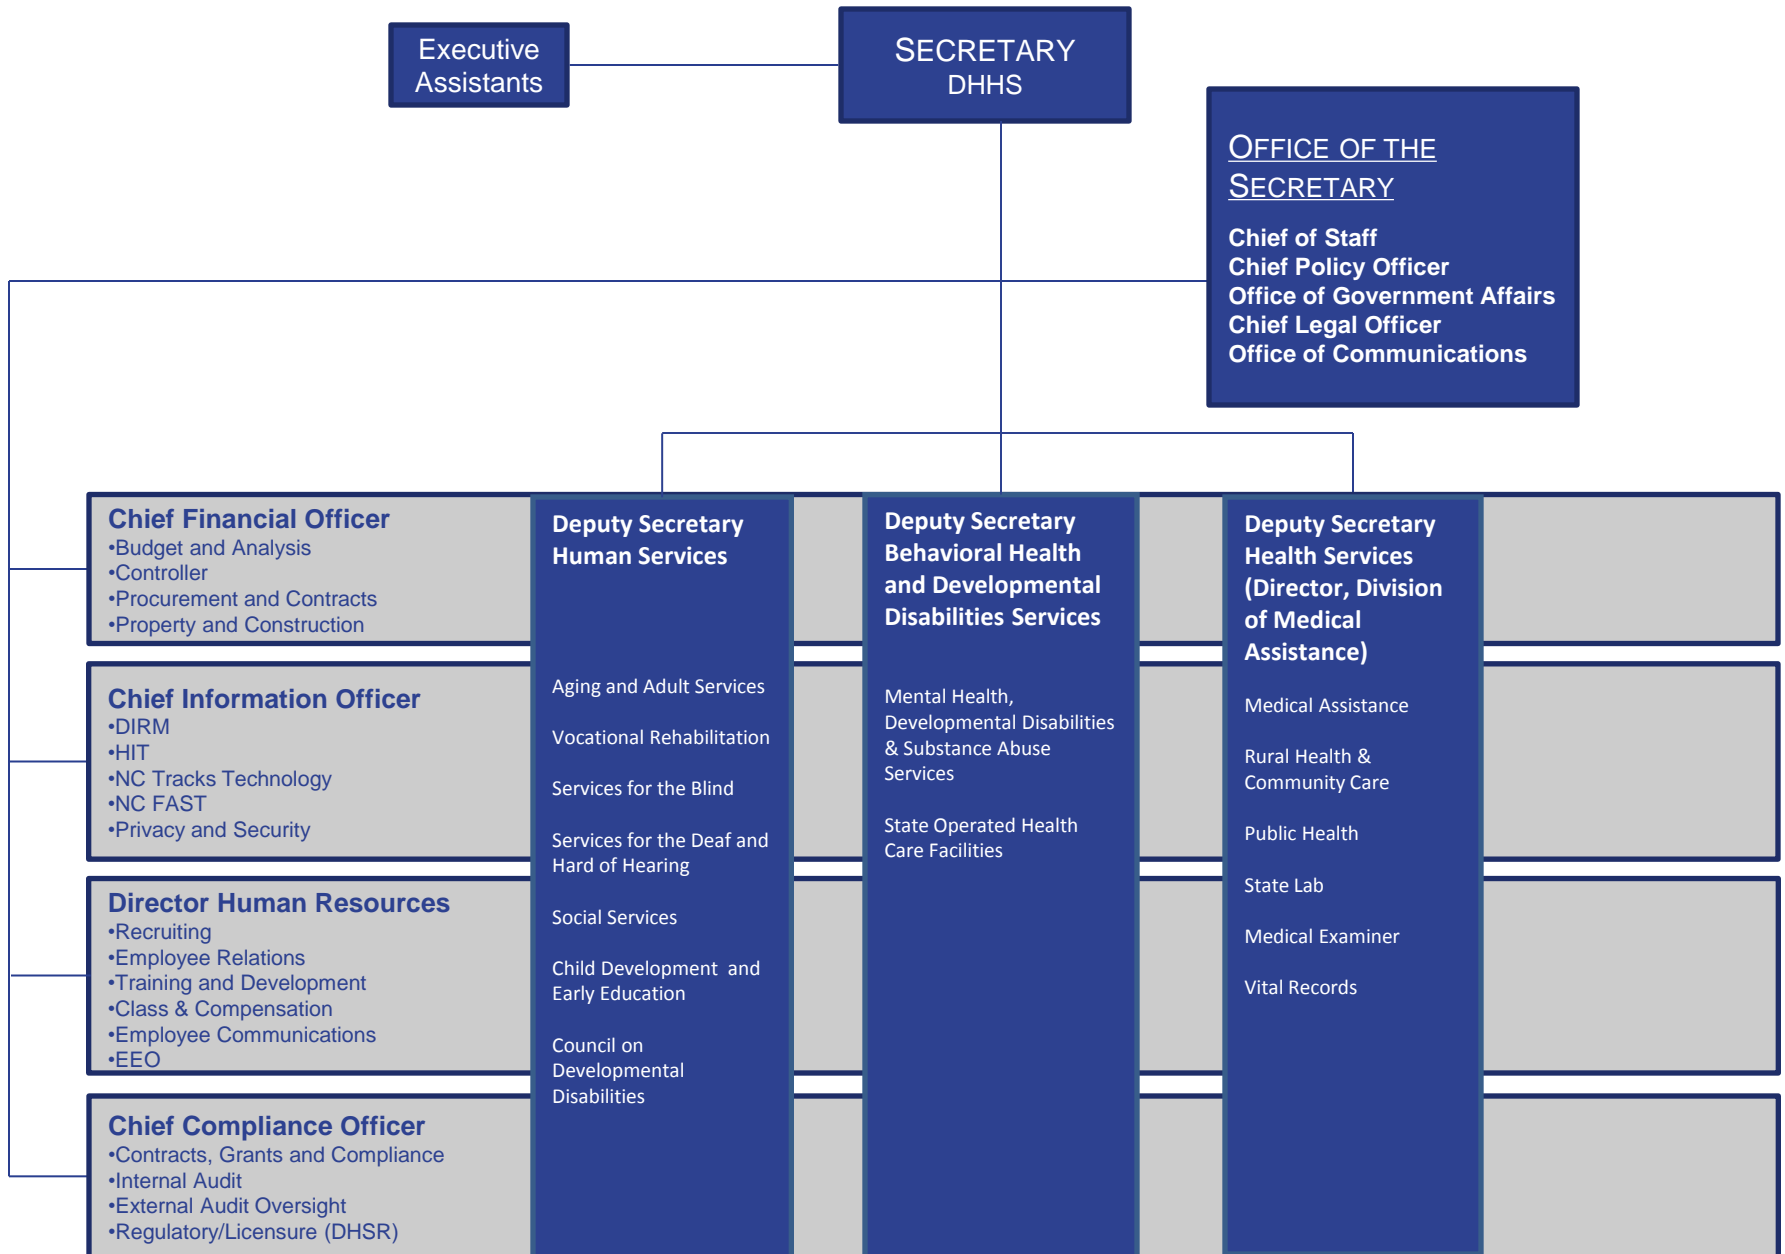 Executive
Assistants
SECRETARY
DHHS
OFFICE OF THE
SECRETARY
Chief of Staff
Chief Policy Officer
Office of Government Affairs
Chief Legal Officer
Office of Communications
Chief Financial Officer
•Budget and Analysis
•Controller
•Procurement and Contracts
•Property and Construction
Chief Information Officer
•DIRM
•HIT
•NC Tracks Technology
•NC FAST
•Privacy and Security
Director Human Resources
•Recruiting
•Employee Relations
•Training and Development
•Class & Compensation
•Employee Communications
•EEO
Chief Compliance Officer
•Contracts, Grants and Compliance
•Internal Audit
•External Audit Oversight
•Regulatory/Licensure (DHSR)
Deputy Secretary
Human Services
Aging and Adult Services
Vocational Rehabilitation
Services for the Blind
Services for the Deaf and
Hard of Hearing
Social Services
Child Development and
Early Education
Council on
Developmental
Disabilities
Deputy Secretary
Behavioral Health
and Developmental
Disabilities Services
Mental Health,
Developmental Disabilities
& Substance Abuse
Services
State Operated Health
Care Facilities
Deputy Secretary
Health Services
(Director, Division
of Medical
Assistance)
Medical Assistance
Rural Health &
Community Care
Public Health
State Lab
Medical Examiner
Vital Records